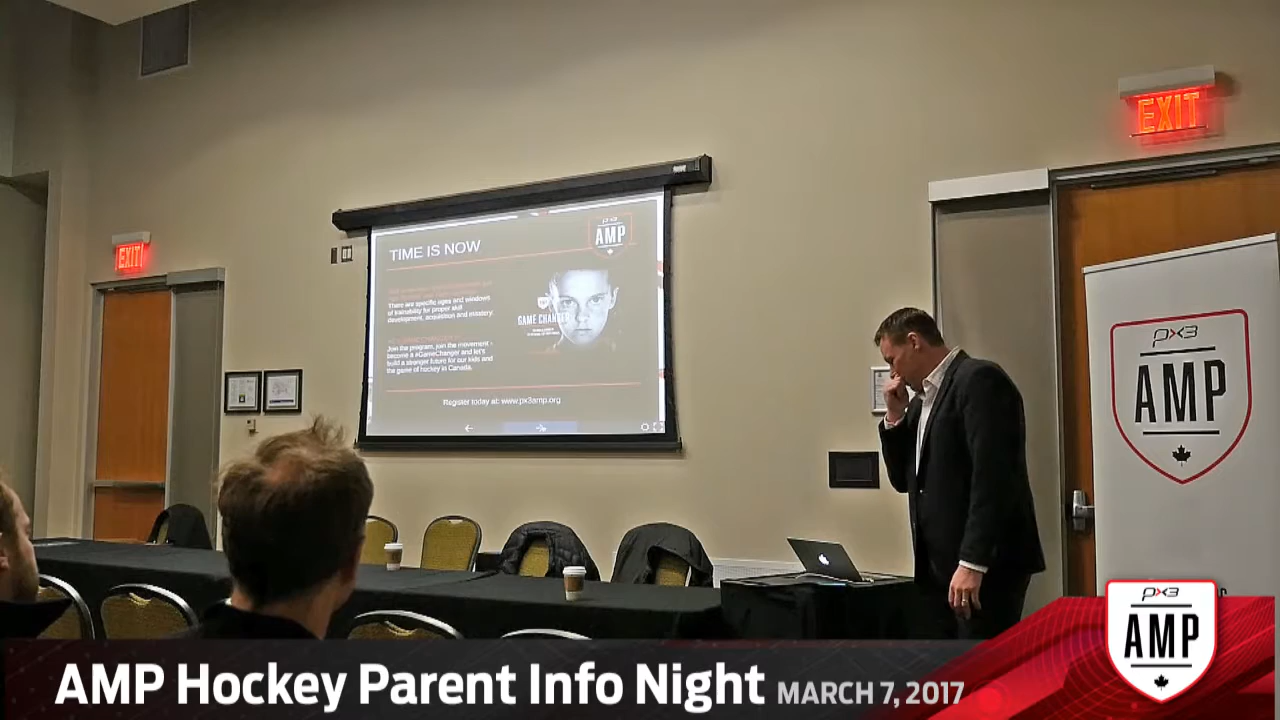 EXIT
EXIT
TIME IS NOW
px3
AMP
There are specific ages and windows
of trainability for proper skill
development, acquisition and mastery.
GAME CHANGER
Join the program, join the movement -
become a #GameChanger and let's
build a stronger future for our kids and
the game of hockey in Canada.
Register today at: www.px3amp.org
px3
AMP
px3
AMP
AMP Hockey Parent Info Night MARCH 7, 2017